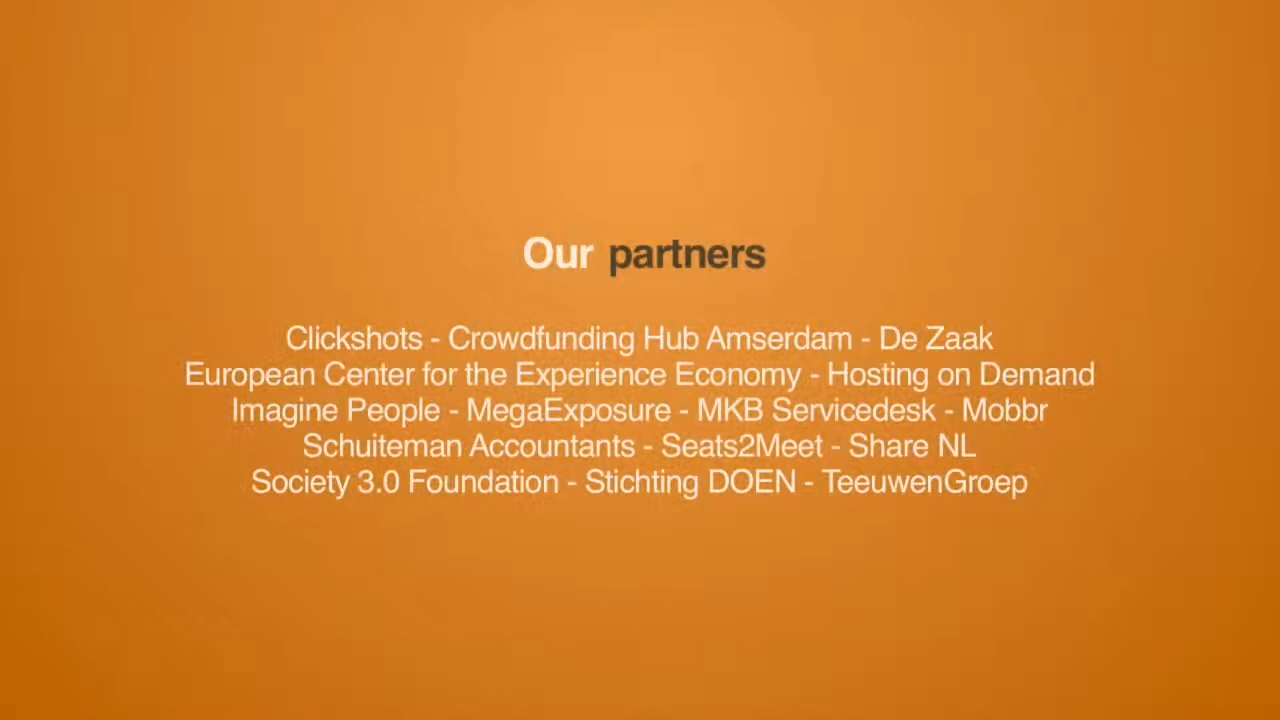 Our partners
Clickshots - Crowdfunding Hub Amserdam - De Zaak
European Center for the Experience Economy - Hosting on Demand
Imagine People - MegaExposure - MKB Servicedesk - Mobbr
Schuiteman Accountants - Seats2Meet - Share NL
Society 3.0 Foundation - Stichting DOEN - TeeuwenGroep